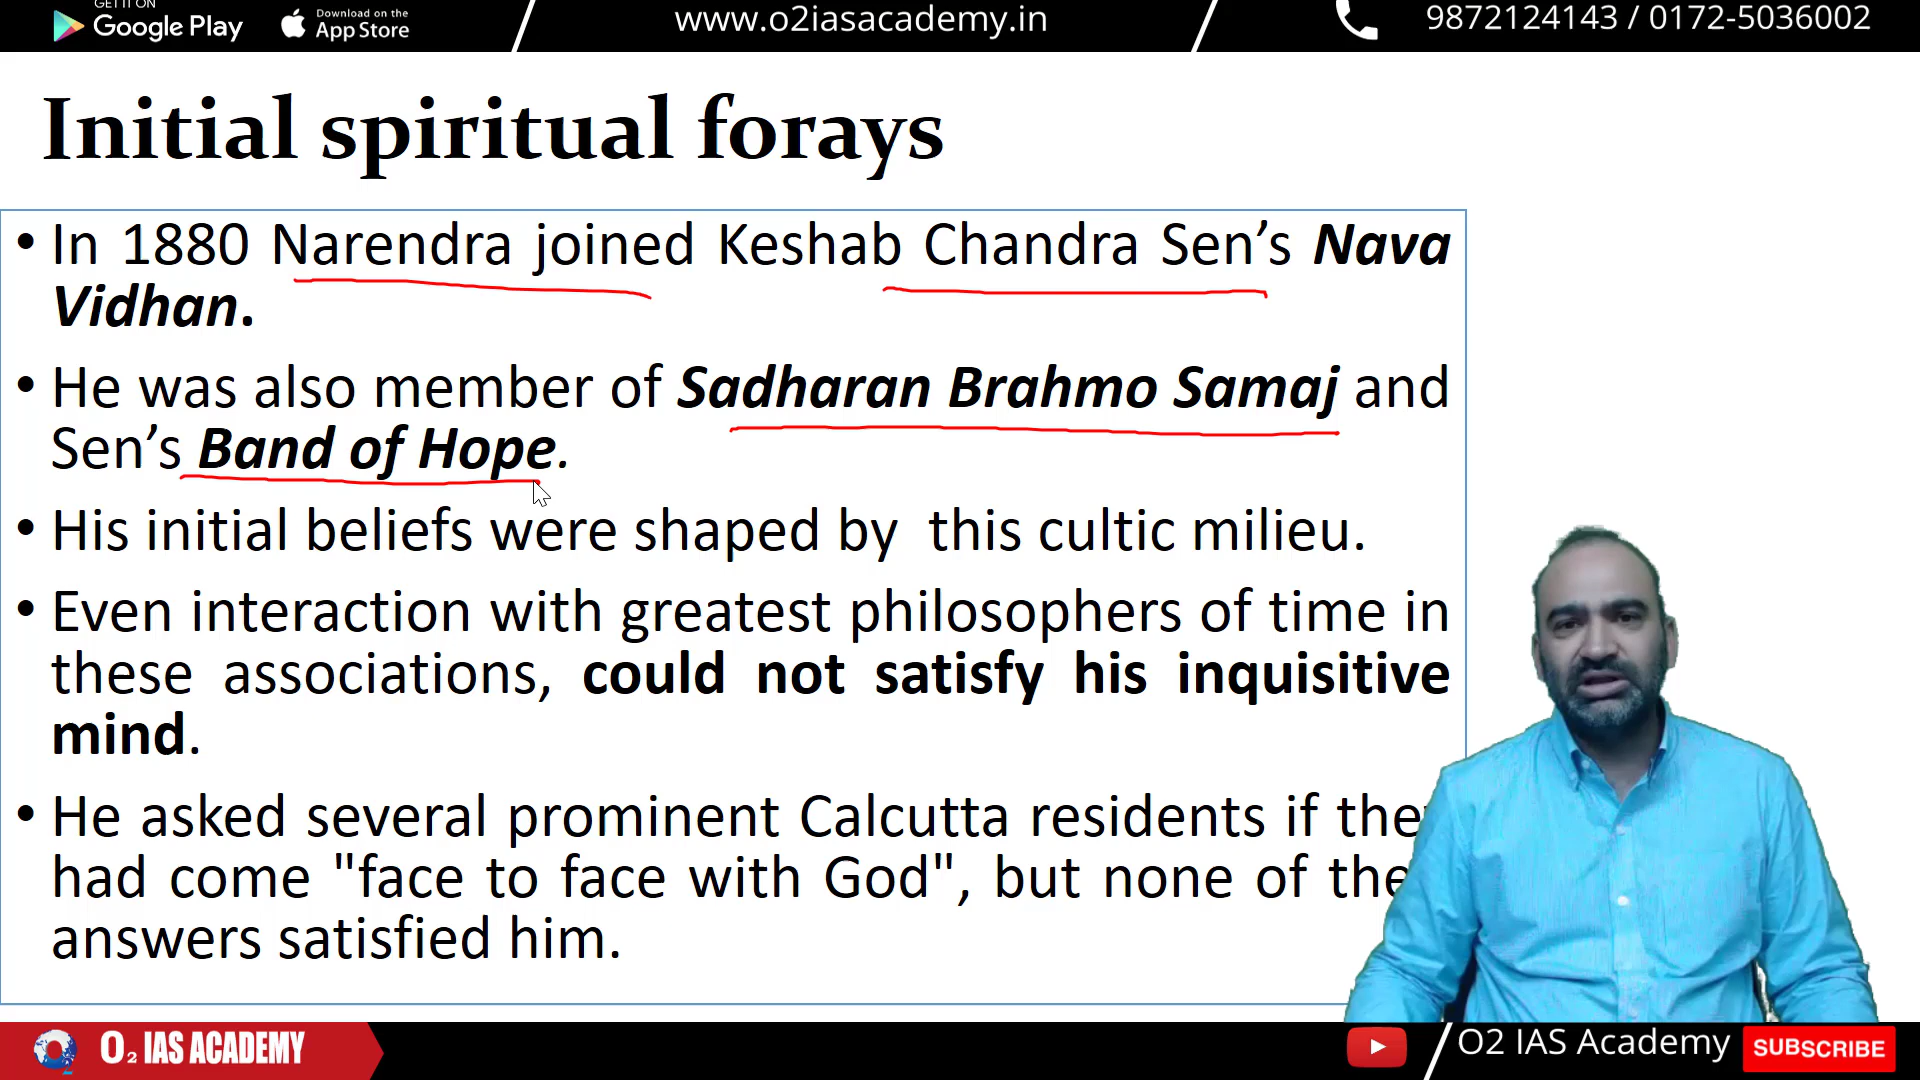 GET IT ON
Google Play
Download on the
App Store
www.o2iasacademy.in
9872124143 / 0172-5036002
Initial spiritual forays
• In 1880 Narendra joined Keshab Chandra Sen’s Nava
Vidhan.
• He was also member of Sadharan Brahmo Samaj and
Sen’s Band of Hope.
• His initial beliefs were shaped by this cultic milieu.
• Even interaction with greatest philosophers of time in
these associations, could not satisfy his inquisitive
mind.
• He asked several prominent Calcutta residents if they
had come "face to face with God", but none of
answers satisfied him.
O2 IAS ACADEMY
O2 IAS Academy
SUBSCRIBE